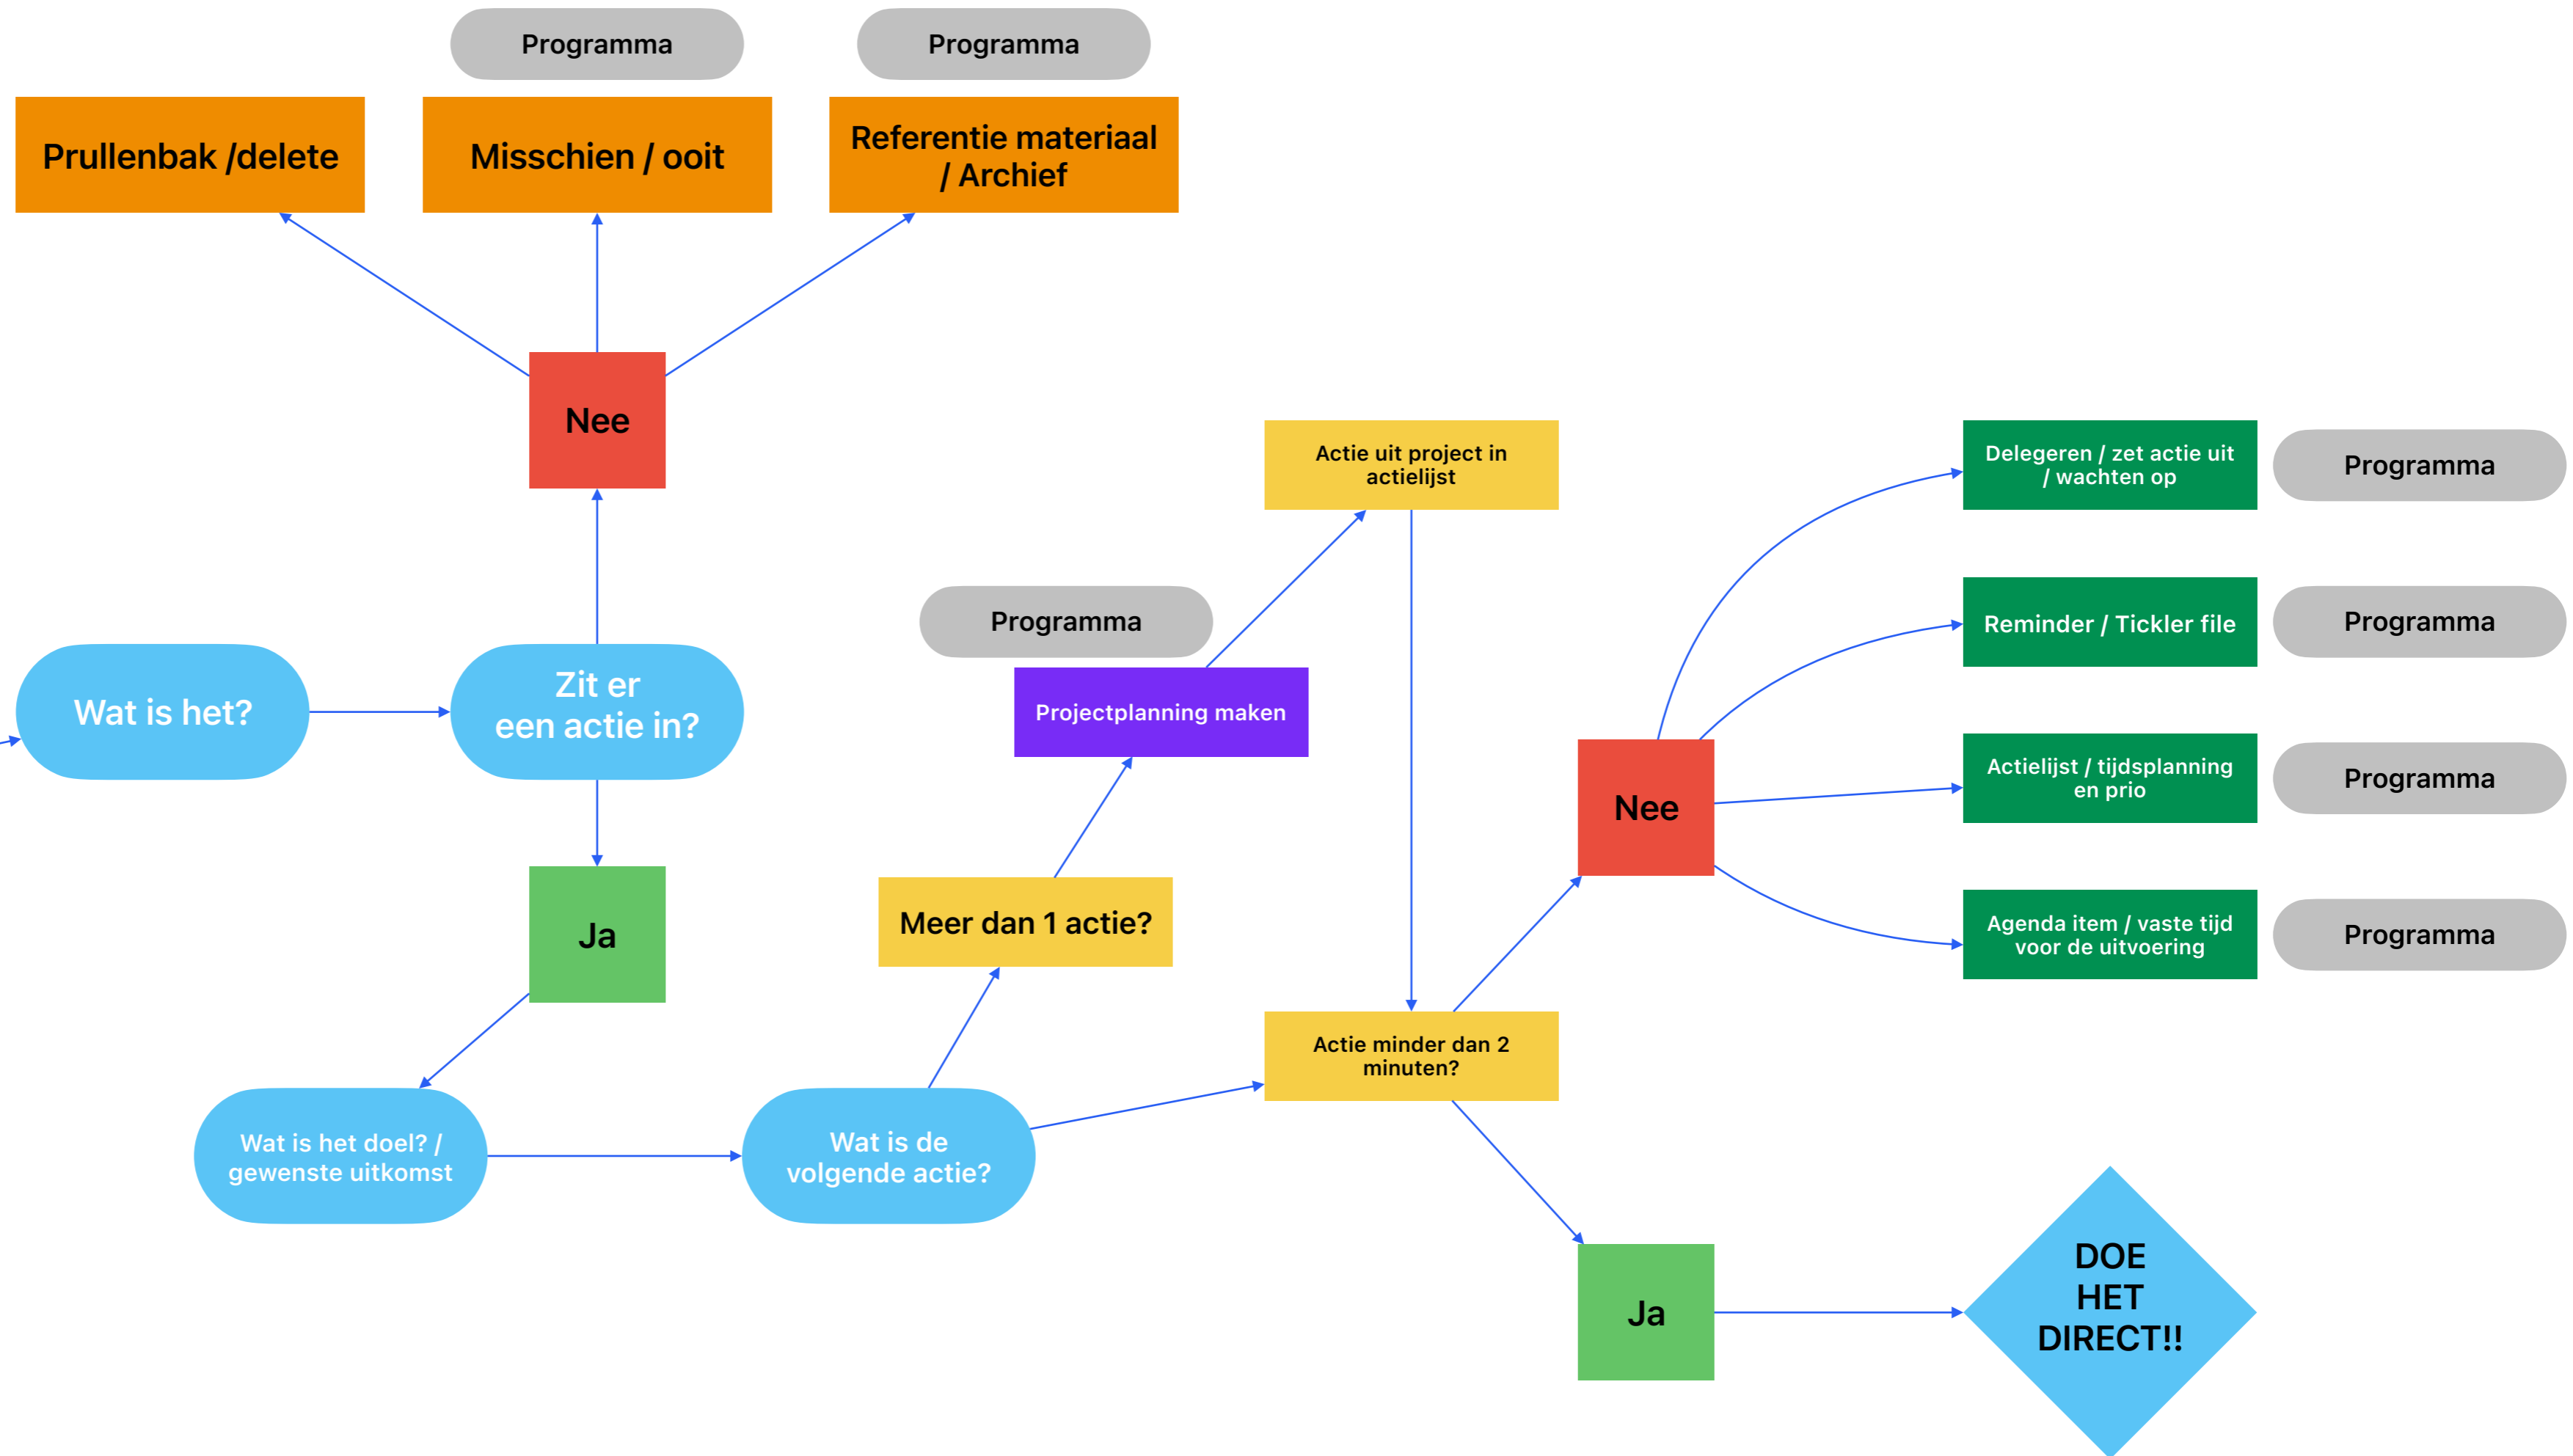 Programma
Programma
Prullenbak /delete
Misschien / ooit
Referentie materiaal
/ Archief
Nee
Actie uit project in
actielijst
Delegeren / zet actie uit
/ wachten op
Programma
Programma
Reminder / Tickler file
Programma
Wat is het?
Zit er
een actie in?
Projectplanning maken
Nee
Actielijst / tijdsplanning
en prio
Programma
Ja
Meer dan 1 actie?
Agenda item / vaste tijd
voor de uitvoering
Programma
Actie minder dan 2
minuten?
Wat is het doel? /
gewenste uitkomst
Wat is de
volgende actie?
Ja
DOE
HET
DIRECT!!